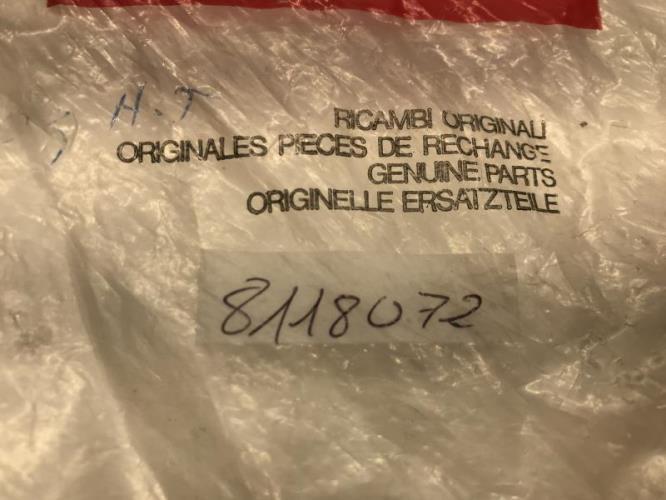 H.T
RICAMBI ORIGINALI
ORIGINALES PIECES DE RECHANGE
GENUINE PARTS
ORIGINELLE ERSATZTEILE
8118072